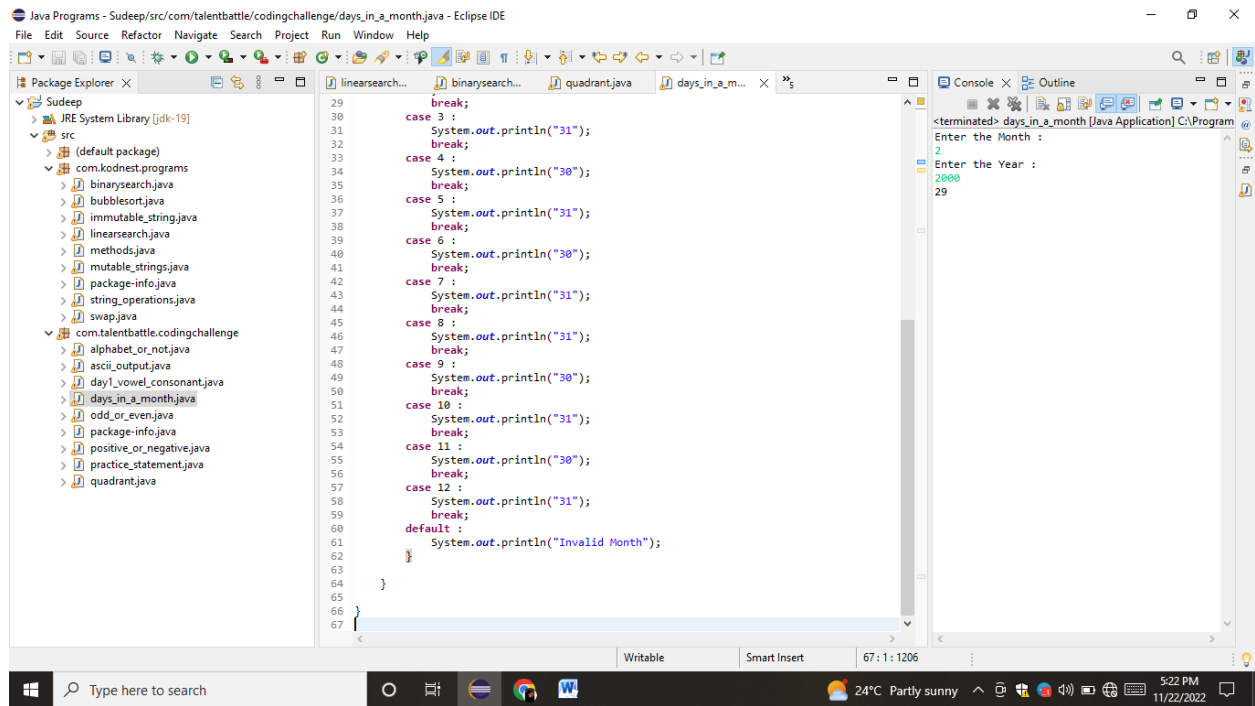 Java Programs - Sudeep/src/com/talentbattle/codingchallenge/days_in_a_month.java - Eclipse IDE
File Edit Source Refactor Navigate Search Project Run Window Help
Package Explorer
Sudeep
JRE System Library [jdk-19]
src
(default package)
com.kodnest.programs
binarysearch.java
bubblesort.java
immutable_string.java
linearsearch.java
methods.java
mutable_strings.java
package-info.java
string_operations.java
swap.java
com.talentbattle.codingchallenge
alphabet_or_not.java
ascii_output.java
day1_vowel_consonant.java
days_in_a_month.java
odd_or_even.java
package-info.java
positive_or_negative.java
practice_statement.java
quadrant.java
linearsearch... binarysearch... quadrant.java days_in_a_m... »5
29 break;
30 case 3 :
31 System.out.println("31");
32 break;
33 case 4 :
34 System.out.println("30");
35 break;
36 case 5 :
37 System.out.println("31");
38 break;
39 case 6 :
40 System.out.println("30");
41 break;
42 case 7 :
43 System.out.println("31");
44 break;
45 case 8 :
46 System.out.println("31");
47 break;
48 case 9 :
49 System.out.println("30");
50 break;
51 case 10 :
52 System.out.println("31");
53 break;
54 case 11 :
55 System.out.println("30");
56 break;
57 case 12 :
58 System.out.println("31");
59 break;
60 default :
61 System.out.println("Invalid Month");
62 }
63
64 }
65
66 }
67
Console Outline
<terminated> days_in_a_month [Java Application] C:\Program
Enter the Month :
2
Enter the Year :
2000
29
Writable Smart Insert 67 : 1 : 1206
Type here to search
24°C Partly sunny
5:22 PM
11/22/2022